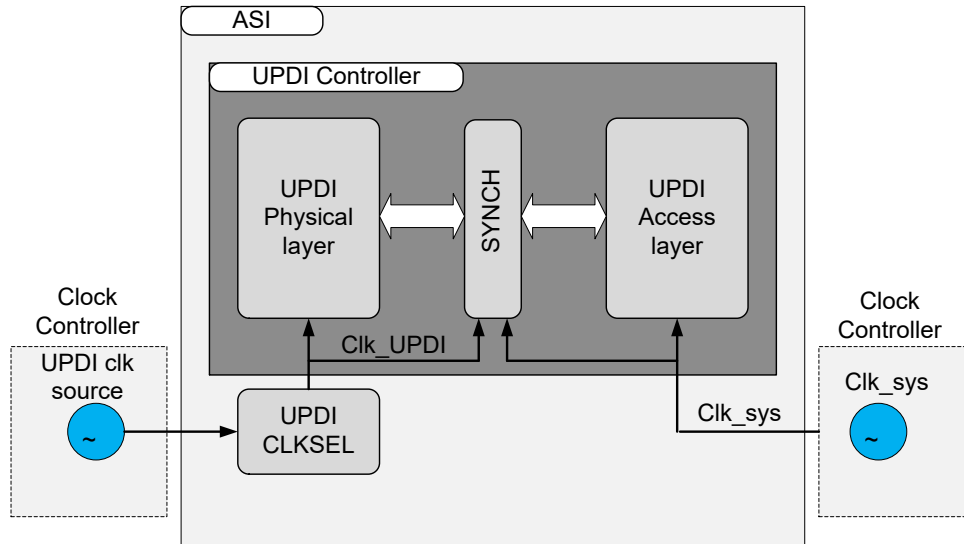 ASI
UPDI Controller
UPDI
Physical
layer
SYNCH
UPDI
Access
layer
Clock
Controller
UPDI clk
source
~
Clk_UPDI
UPDI
CLKSEL
Clk_sys
Clock
Controller
Clk_sys
~